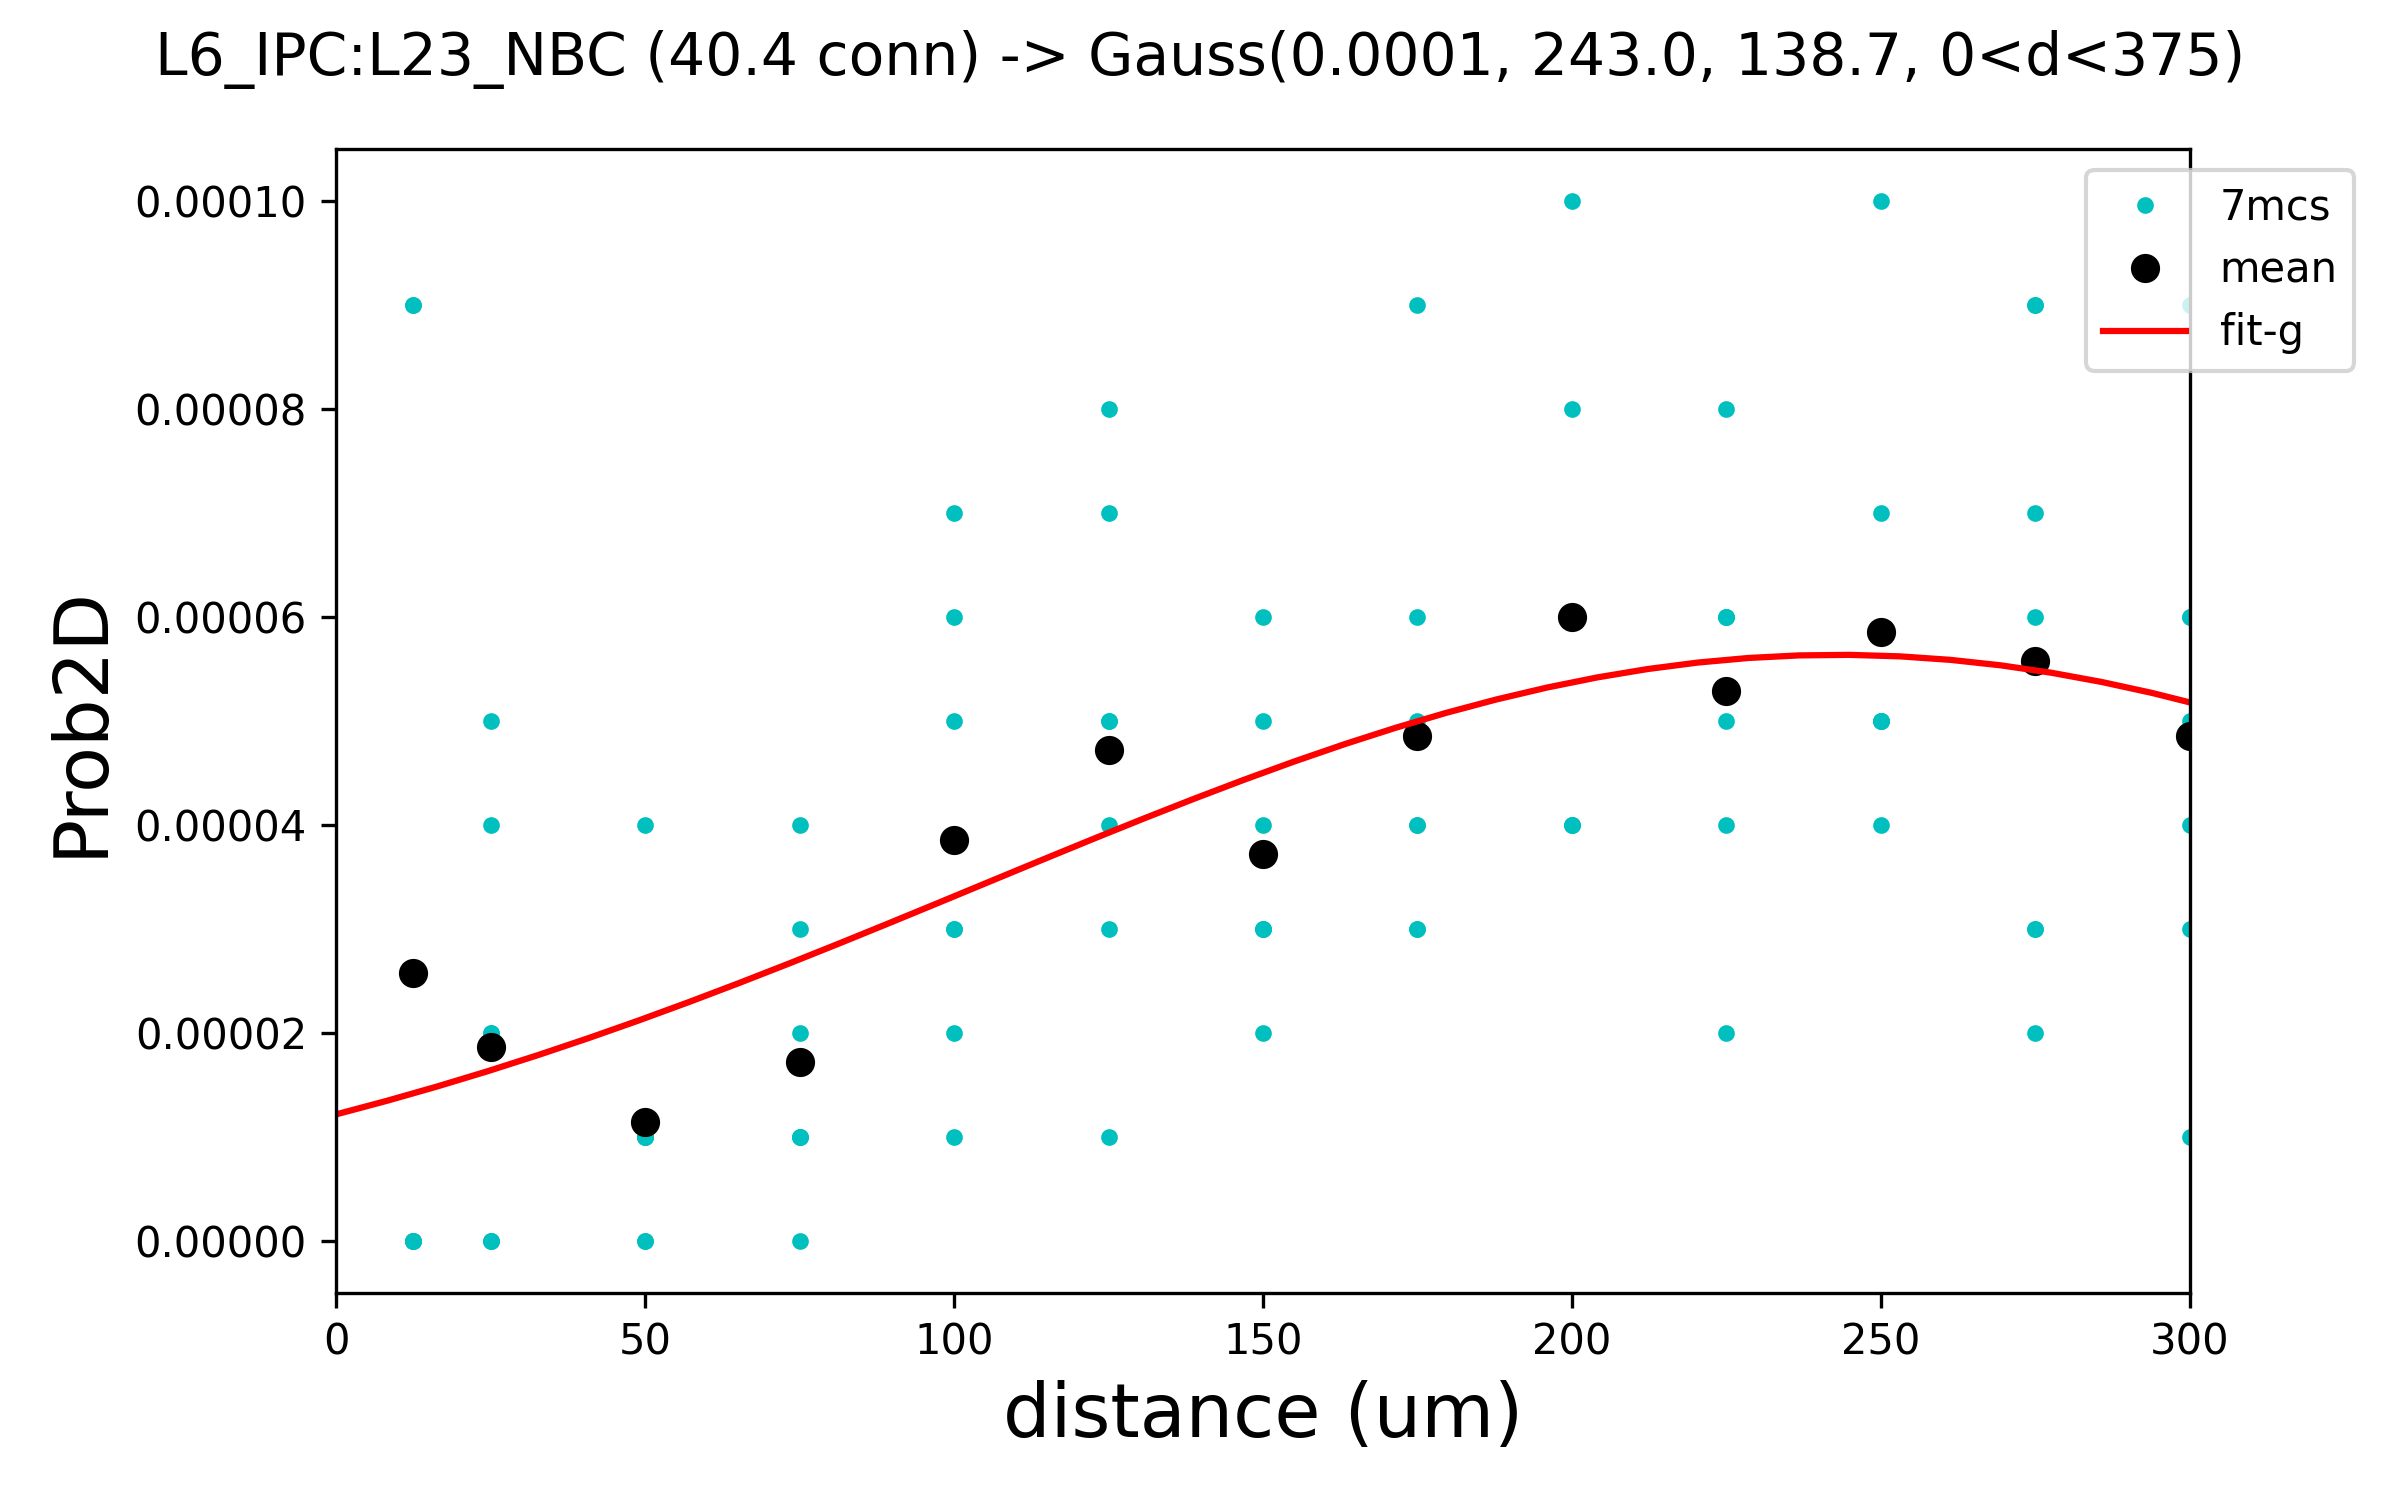 L6_IPC:L23_NBC (40.4 conn) -> Gauss(0.0001, 243.0, 138.7, 0<d<375)
7mcs
mean
fit-g
0.00010
0.00008
0.00006
0.00004
0.00002
0.00000
Prob2D
0 50 100 150 200 250 300
distance (um)